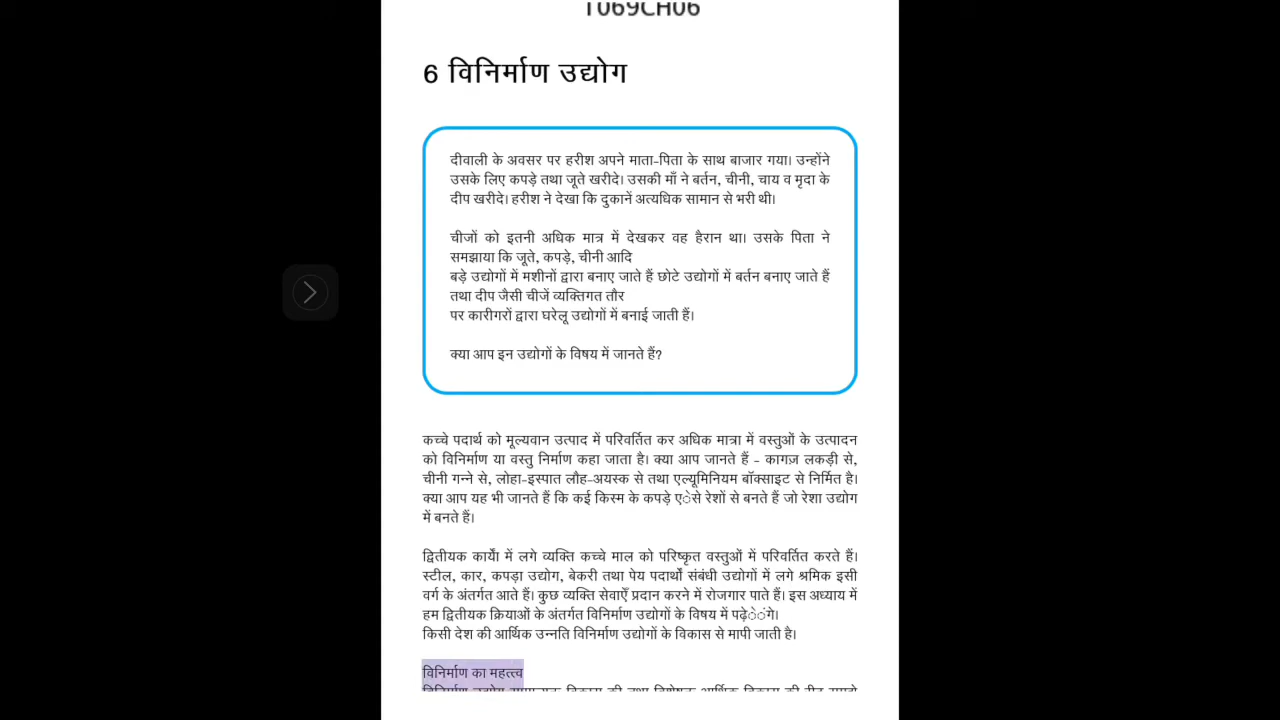 1069CH06
6 विनिर्माण उद्योग
दीवाली के अवसर पर हरीश अपने माता-पिता के साथ बाजार गया। उन्होंने
उसके लिए कपड़े तथा जूते खरीदे। उसकी माँ ने बर्तन, चीनी, चाय व मृदा के
दीप खरीदे। हरीश ने देखा कि दुकानें अत्यधिक सामान से भरी थी।
चीजों को इतनी अधिक मात्र में देखकर वह हैरान था। उसके पिता ने
समझाया कि जूते, कपड़े, चीनी आदि
बड़े उद्योगों में मशीनों द्वारा बनाए जाते हैं छोटे उद्योगों में बर्तन बनाए जाते हैं
तथा दीप जैसी चीजें व्यक्तिगत तौर
पर कारीगरों द्वारा घरेलू उद्योगों में बनाई जाती हैं।
क्या आप इन उद्योगों के विषय में जानते हैं?
कच्चे पदार्थ को मूल्यवान उत्पाद में परिवर्तित कर अधिक मात्रा में वस्तुओं के उत्पादन
को विनिर्माण या वस्तु निर्माण कहा जाता है। क्या आप जानते हैं - कागज़ लकड़ी से,
चीनी गन्ने से, लोहा-इस्पात लौह-अयस्क से तथा एल्यूमिनियम बॉक्साइट से निर्मित है।
क्या आप यह भी जानते हैं कि कई किस्म के कपड़े एेसे रेशों से बनते हैं जो रेशा उद्योग
में बनते हैं।
द्वितीयक कार्यों में लगे व्यक्ति कच्चे माल को परिष्कृत वस्तुओं में परिवर्तित करते हैं।
स्टील, कार, कपड़ा उद्योग, बेकरी तथा पेय पदार्थों संबंधी उद्योगों में लगे श्रमिक इसी
वर्ग के अंतर्गत आते हैं। कुछ व्यक्ति सेवाएँ प्रदान करने में रोजगार पाते हैं। इस अध्याय में
हम द्वितीयक क्रियाओं के अंतर्गत विनिर्माण उद्योगों के विषय में पढ़ेेंगे।
किसी देश की आर्थिक उन्नति विनिर्माण उद्योगों के विकास से मापी जाती है।
विनिर्माण का महत्त्व